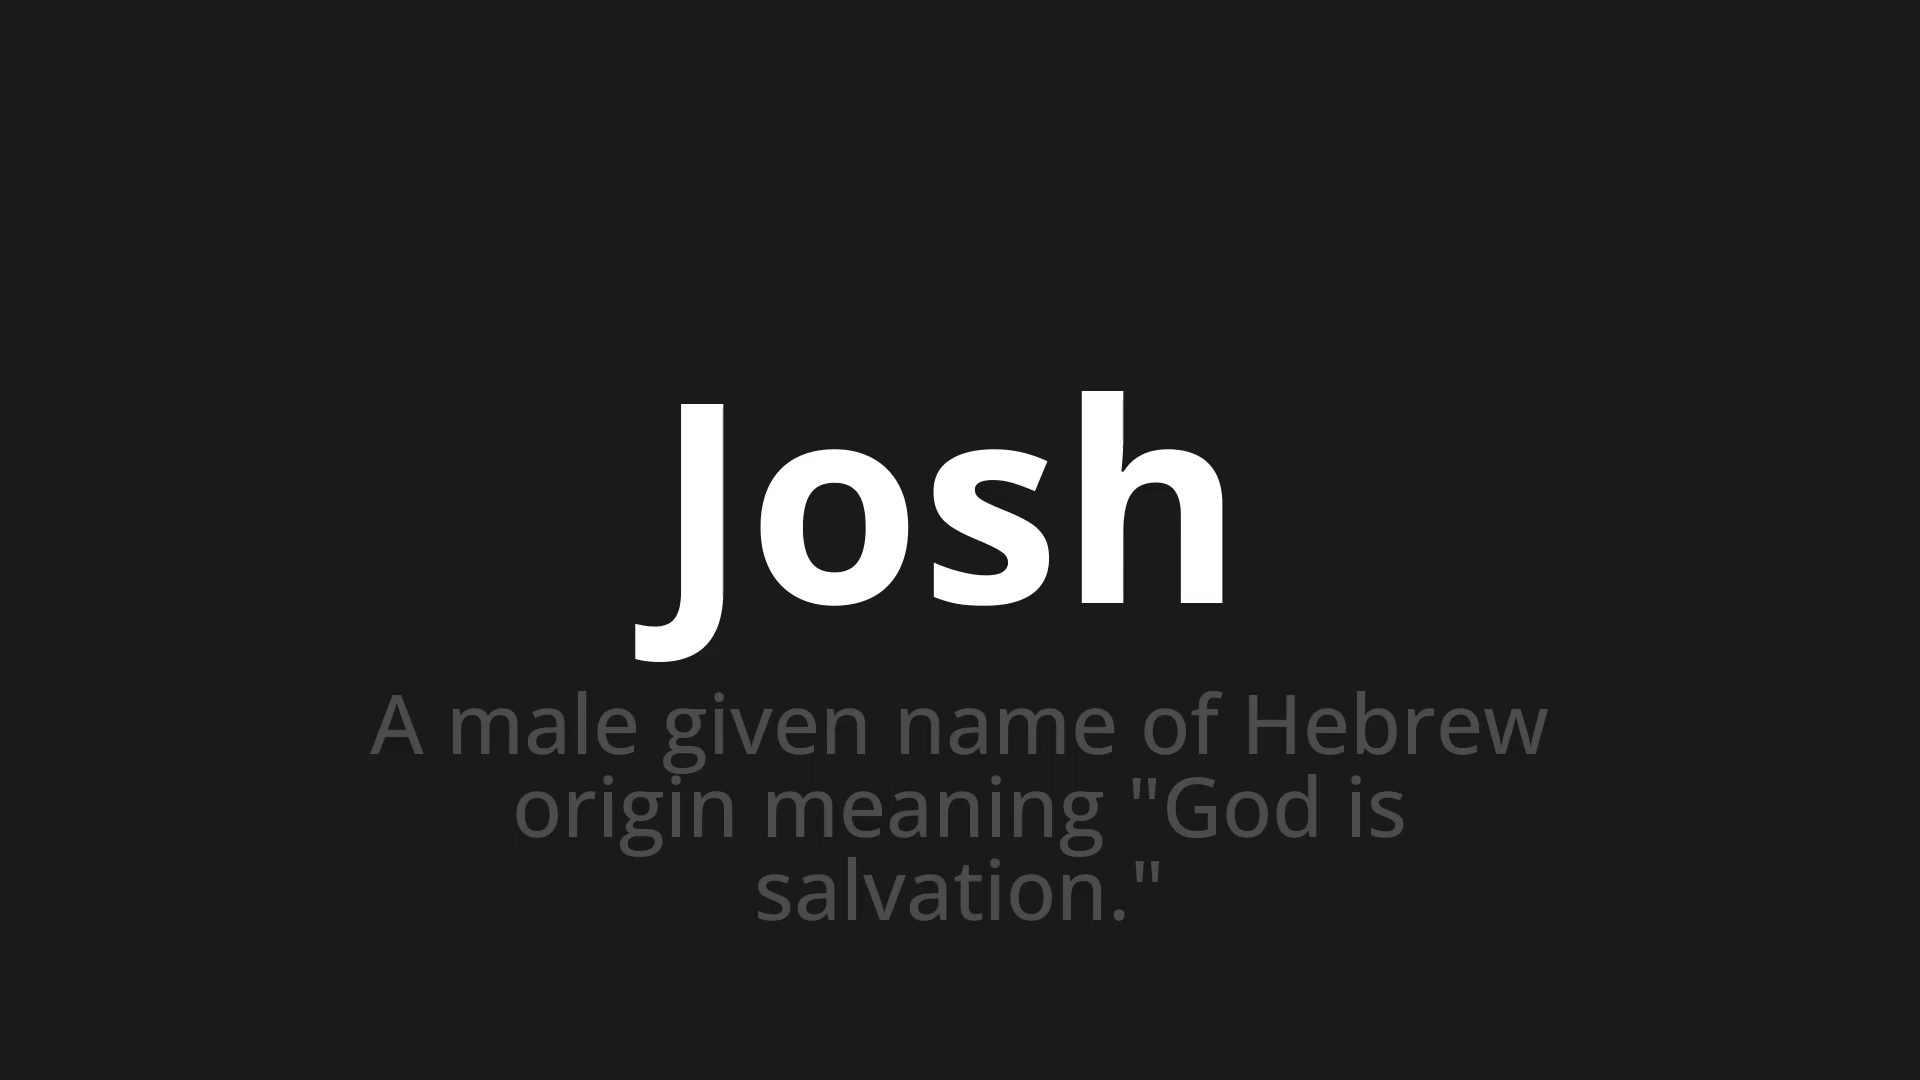 Josh
A male given name of Hebrew
origin meaning "God is
salvation."